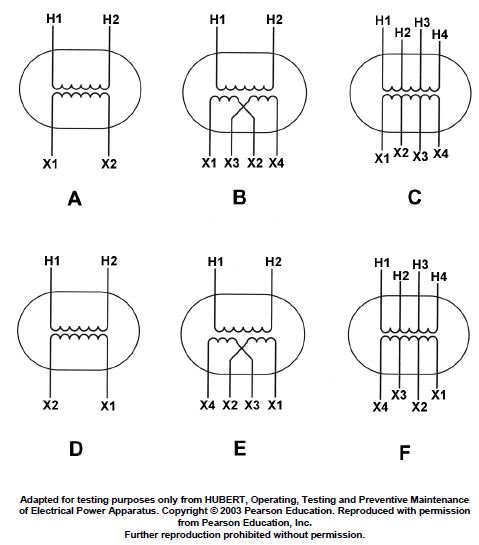 H1 H2 H1 H2 H1 H2 H3 H4
X1 X2 X1 X3 X2 X4 X1 X2 X3 X4
A B C
H1 H2 H1 H2 H1 H2 H3 H4
X2 X1 X4 X2 X3 X1 X4 X3 X2 X1
D E F
Adapted for testing purposes only from HUBERT, Operating, Testing and Preventive Maintenance
of Electrical Power Apparatus. Copyright © 2003 Pearson Education. Reproduced with permission
from Pearson Education, Inc.
Further reproduction prohibited without permission.